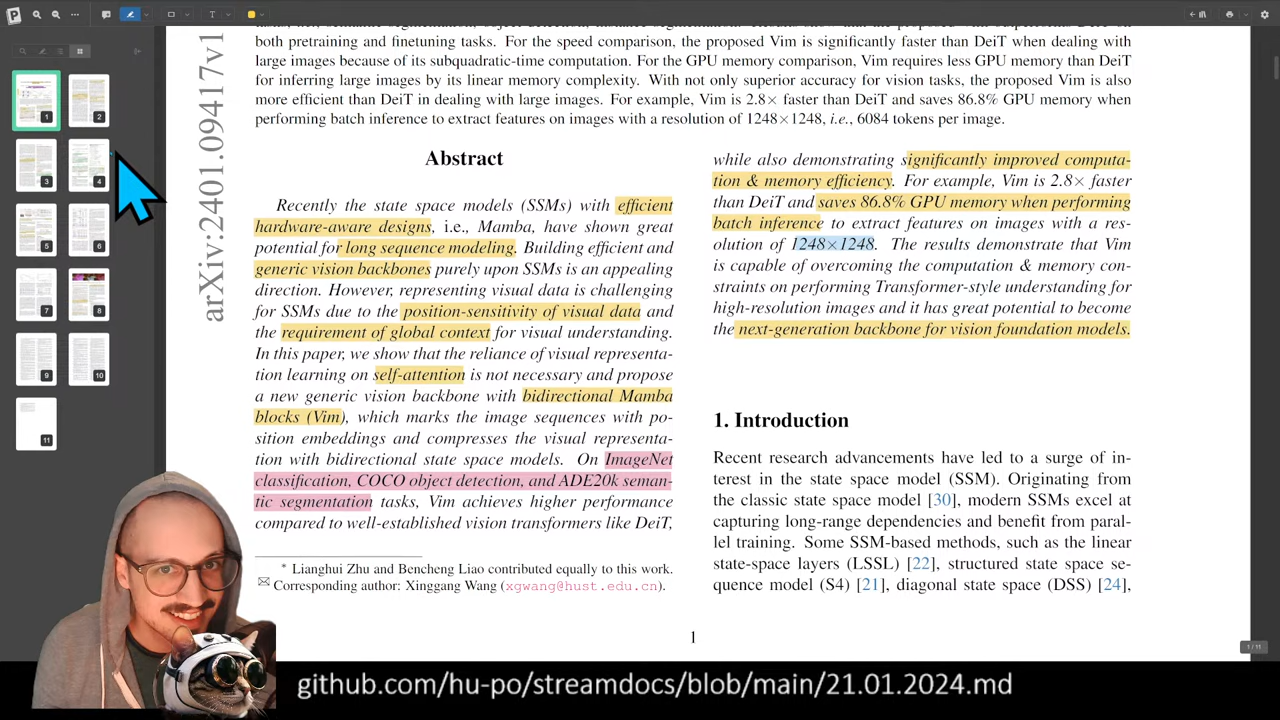 both pretraining and finetuning tasks. For the speed comparison, the proposed Vim is significantly faster than DeiT when dealing with
large images because of its subquadratic-time computation. For the GPU memory comparison, Vim requires less GPU memory than DeiT
for inferring large images by its linear memory complexity. With not only superior accuracy for vision tasks, the proposed Vim is also
more efficient than DeiT in dealing with large images. For example, Vim is 2.8× faster than DeiT and saves 86.8% GPU memory when
performing batch inference to extract features on images with a resolution of 1248×1248, i.e., 6084 tokens per image.
arXiv:2401.09417v1
Abstract
Recently the state space models (SSMs) with efficient
hardware-aware designs, i.e., Mamba, have shown great
potential for long sequence modeling. Building efficient and
generic vision backbones purely upon SSMs is an appealing
direction. However, representing visual data is challenging
for SSMs due to the position-sensitivity of visual data and
the requirement of global context for visual understanding.
In this paper, we show that the reliance of visual representa-
tion learning on self-attention is not necessary and propose
a new generic vision backbone with bidirectional Mamba
blocks (Vim), which marks the image sequences with po-
sition embeddings and compresses the visual representa-
tion with bidirectional state space models. On ImageNet
classification, COCO object detection, and ADE20k seman-
tic segmentation tasks, Vim achieves higher performance
compared to well-established vision transformers like DeiT,
* Lianghui Zhu and Bencheng Liao contributed equally to this work.
Corresponding author: Xinggang Wang (xgwang@hust.edu.cn).
while also demonstrating significantly improved computa-
tion & memory efficiency. For example, Vim is 2.8× faster
than DeiT and saves 86.8% GPU memory when performing
batch inference to extract features on images with a res-
olution of 1248×1248. The results demonstrate that Vim
is capable of overcoming the computation & memory con-
straints on performing Transformer-style understanding for
high-resolution images and it has great potential to become
the next-generation backbone for vision foundation models.
1. Introduction
Recent research advancements have led to a surge of in-
terest in the state space model (SSM). Originating from
the classic state space model [30], modern SSMs excel at
capturing long-range dependencies and benefit from paral-
lel training. Some SSM-based methods, such as the linear
state-space layers (LSSL) [22], structured state space se-
quence model (S4) [21], diagonal state space (DSS) [24],
1
1 / 11
1
2
3
4
5
6
7
8
9
10
11
github.com/hu-po/streamdocs/blob/main/21.01.2024.md